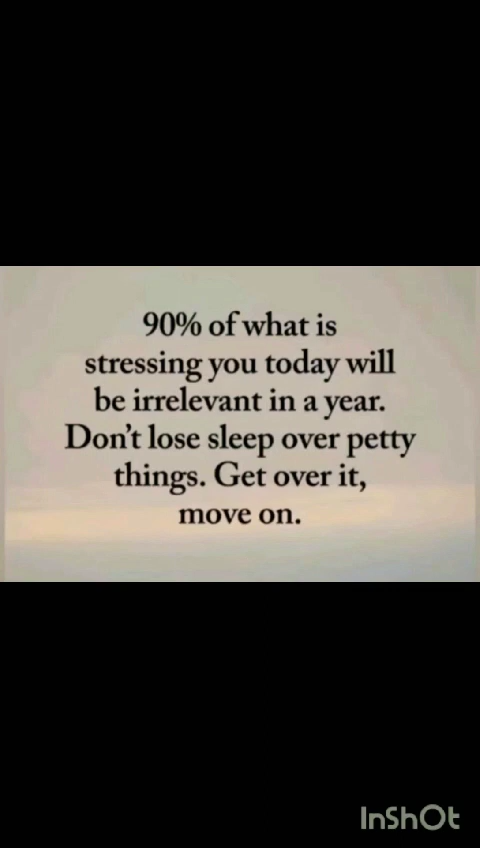 90% of what is
stressing you today will
be irrelevant in a year.
Don't lose sleep over petty
things. Get over it,
move on.
InShOt